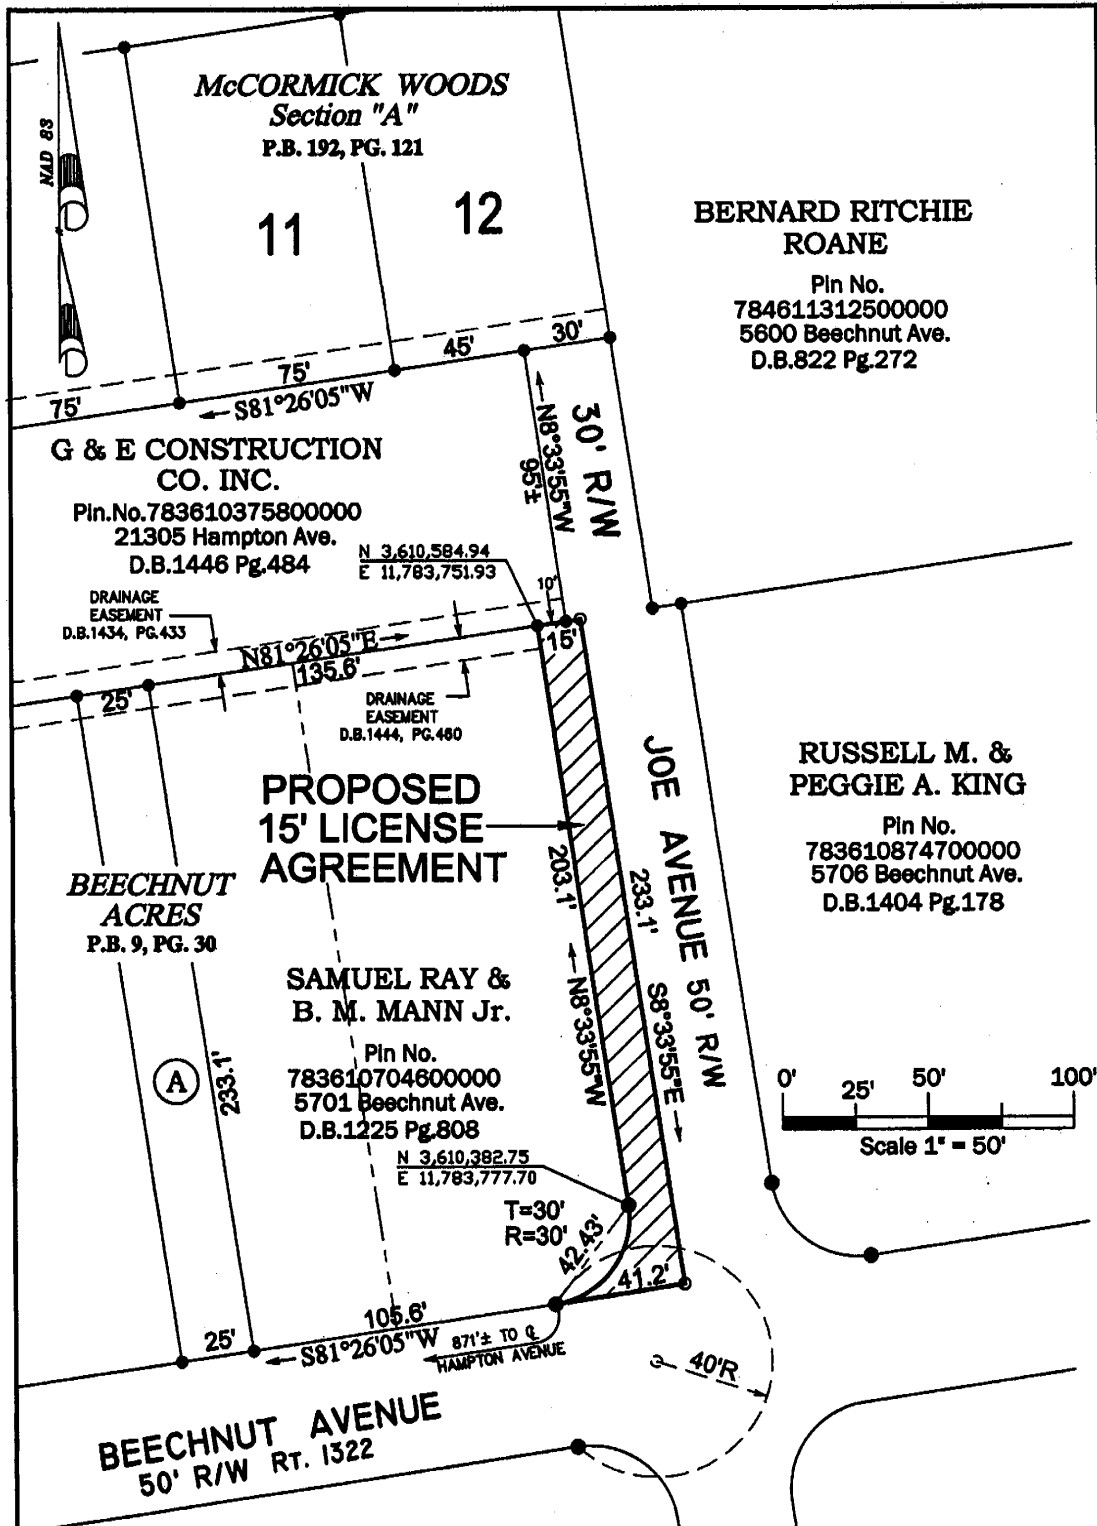 NAD 83
McCORMICK WOODS
Section "A"
P.B. 192, PG. 121
11
12
BERNARD RITCHIE
ROANE
Pin No.
784611312500000
5600 Beechnut Ave.
D.B.822 Pg.272
75'
75'
45'
30'
S81°26'05"W
N8°33'55"W
95'±
30' R/W
G & E CONSTRUCTION
CO. INC.
Pin.No.783610375800000
21305 Hampton Ave.
D.B.1446 Pg.484
N 3,610,584.94
E 11,783,751.93
10'
15'
DRAINAGE
EASEMENT
D.B.1434, PG.433
N81°26'05"E
135.6'
25'
DRAINAGE
EASEMENT
D.B.1444, PG.460
PROPOSED
15' LICENSE
AGREEMENT
203.1'
N8°33'55"W
233.1'
S8°33'55"E
JOE AVENUE 50' R/W
RUSSELL M. &
PEGGIE A. KING
Pin No.
783610874700000
5706 Beechnut Ave.
D.B.1404 Pg.178
BEECHNUT
ACRES
P.B. 9, PG. 30
A
233.1'
SAMUEL RAY &
B. M. MANN Jr.
Pin No.
783610704600000
5701 Beechnut Ave.
D.B.1225 Pg.808
N 3,610,382.75
E 11,783,777.70
T=30'
R=30'
42.43'
41.2'
0' 25' 50' 100'
Scale 1" = 50'
25'
105.6'
S81°26'05"W
871'± TO ℄
HAMPTON AVENUE
40'R
BEECHNUT AVENUE
50' R/W RT. 1322